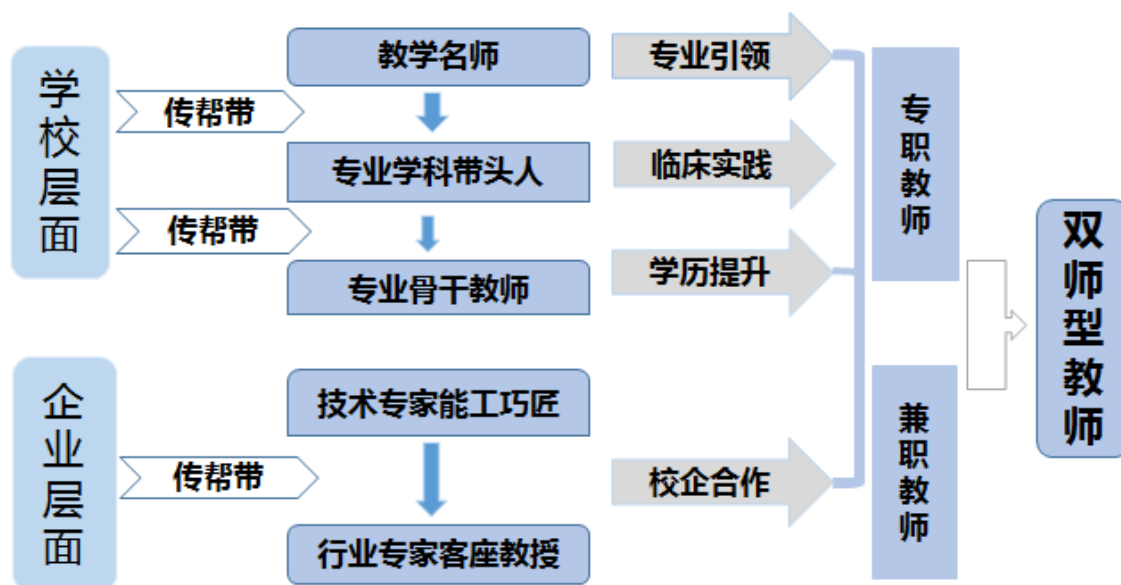 学校层面
传帮带
传帮带
教学名师
专业学科带头人
专业骨干教师
专业引领
临床实践
学历提升
企业层面
传帮带
技术专家能工巧匠
行业专家客座教授
校企合作
专职教师
兼职教师
双师型教师